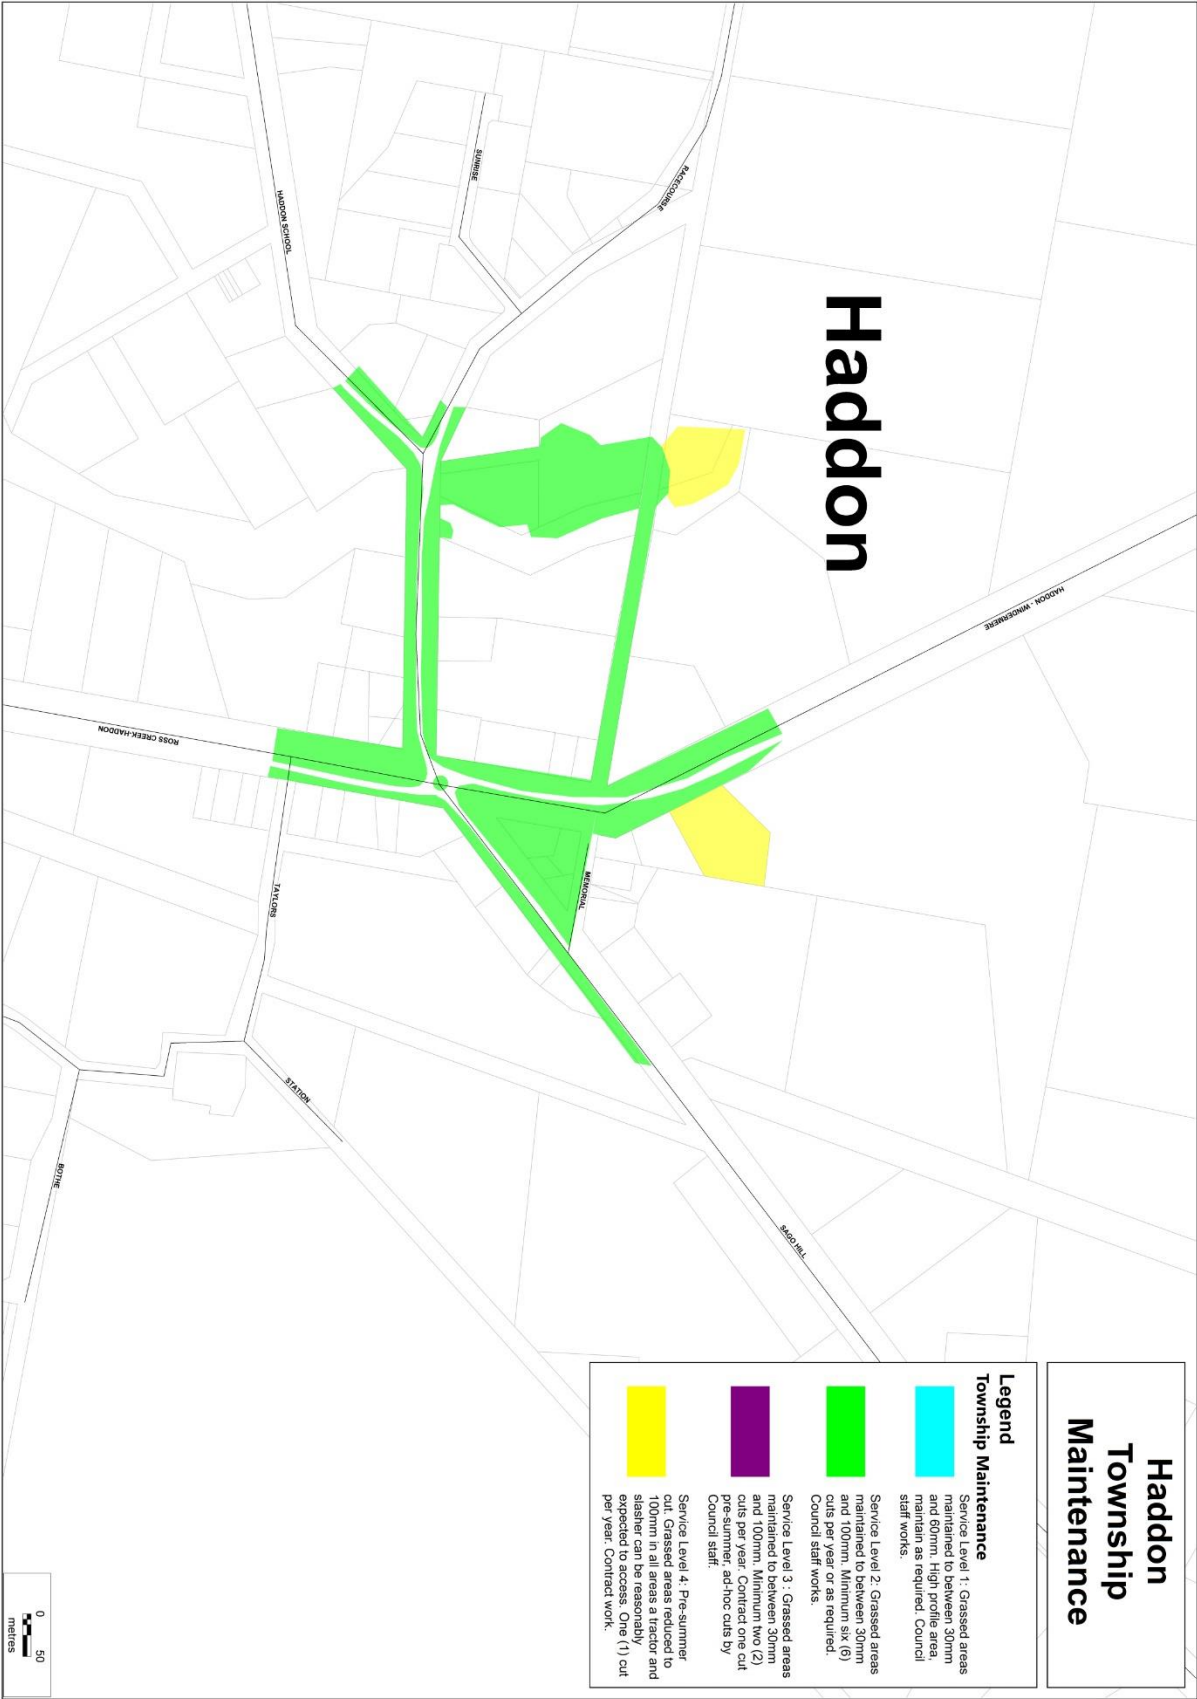 Haddon
Township
Maintenance
Legend
Township Maintenance
Service Level 1: Grassed areas
maintained to between 30mm
and 60mm. High profile area,
maintain as required. Council
staff works.
Service Level 2: Grassed areas
maintained to between 30mm
and 100mm. Minimum six (6)
cuts per year or as required.
Council staff works.
Service Level 3 : Grassed areas
maintained to between 30mm
and 100mm. Minimum two (2)
cuts per year. Contract one cut
pre-summer, ad-hoc cuts by
Council staff.
Service Level 4: Pre-summer
cut. Grassed areas reduced to
100mm in all areas a tractor and
slasher can be reasonably
expected to access. One (1) cut
per year. Contract work.
0 50
metres
Haddon
HADDON - WINDERMERE
RACECOURSE
SUNRISE
HADDON SCHOOL
MEMORIAL
SAGO HILL
ROSS CREEK-HADDON
TAYLORS
STATION
BOTHE